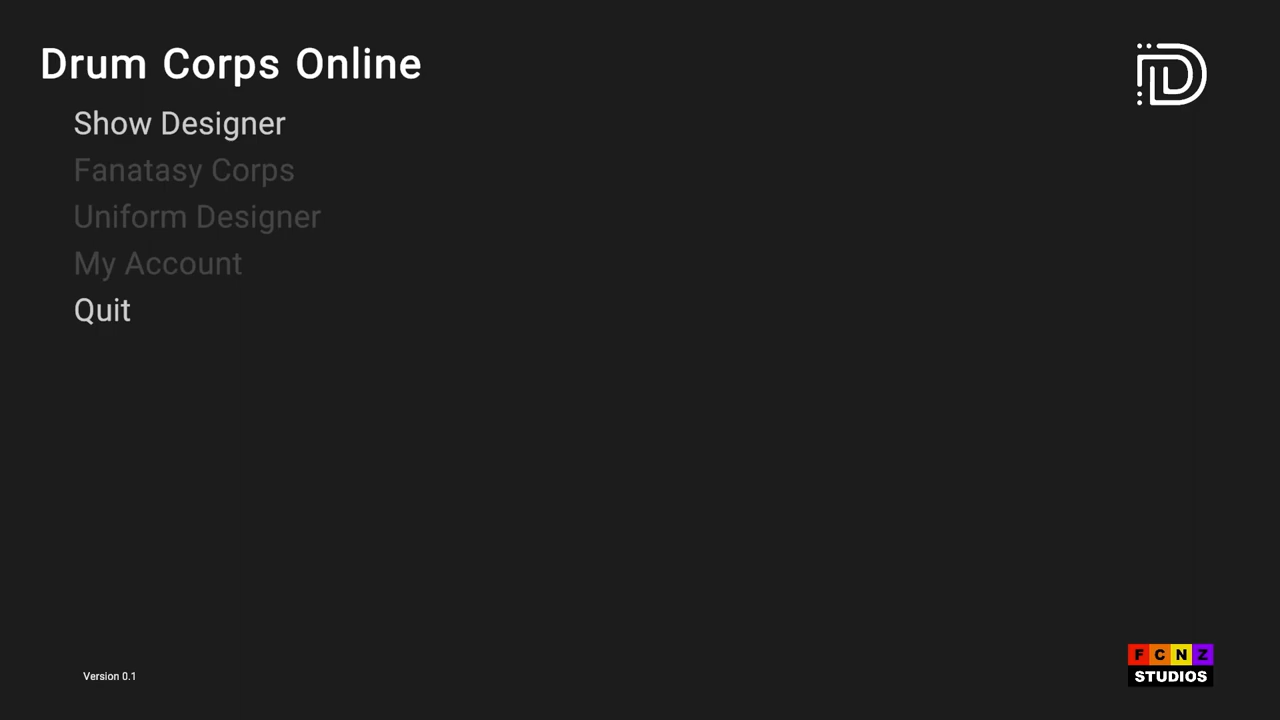 Drum Corps Online
Show Designer
Fanatasy Corps
Uniform Designer
My Account
Quit
Version 0.1
F C N Z
STUDIOS